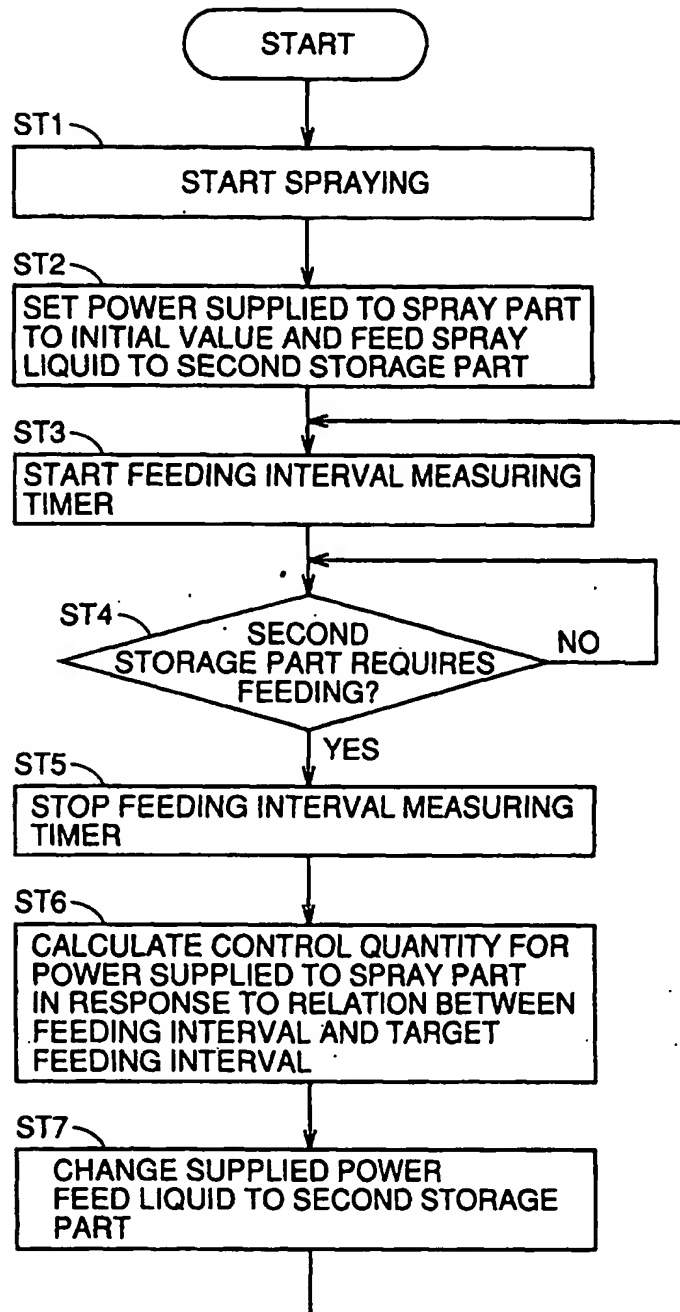 START
ST1
START SPRAYING
ST2
SET POWER SUPPLIED TO SPRAY PART
TO INITIAL VALUE AND FEED SPRAY
LIQUID TO SECOND STORAGE PART
ST3
START FEEDING INTERVAL MEASURING
TIMER
ST4
SECOND
STORAGE PART REQUIRES
FEEDING?
NO
YES
ST5
STOP FEEDING INTERVAL MEASURING
TIMER
ST6
CALCULATE CONTROL QUANTITY FOR
POWER SUPPLIED TO SPRAY PART
IN RESPONSE TO RELATION BETWEEN
FEEDING INTERVAL AND TARGET
FEEDING INTERVAL
ST7
CHANGE SUPPLIED POWER
FEED LIQUID TO SECOND STORAGE
PART